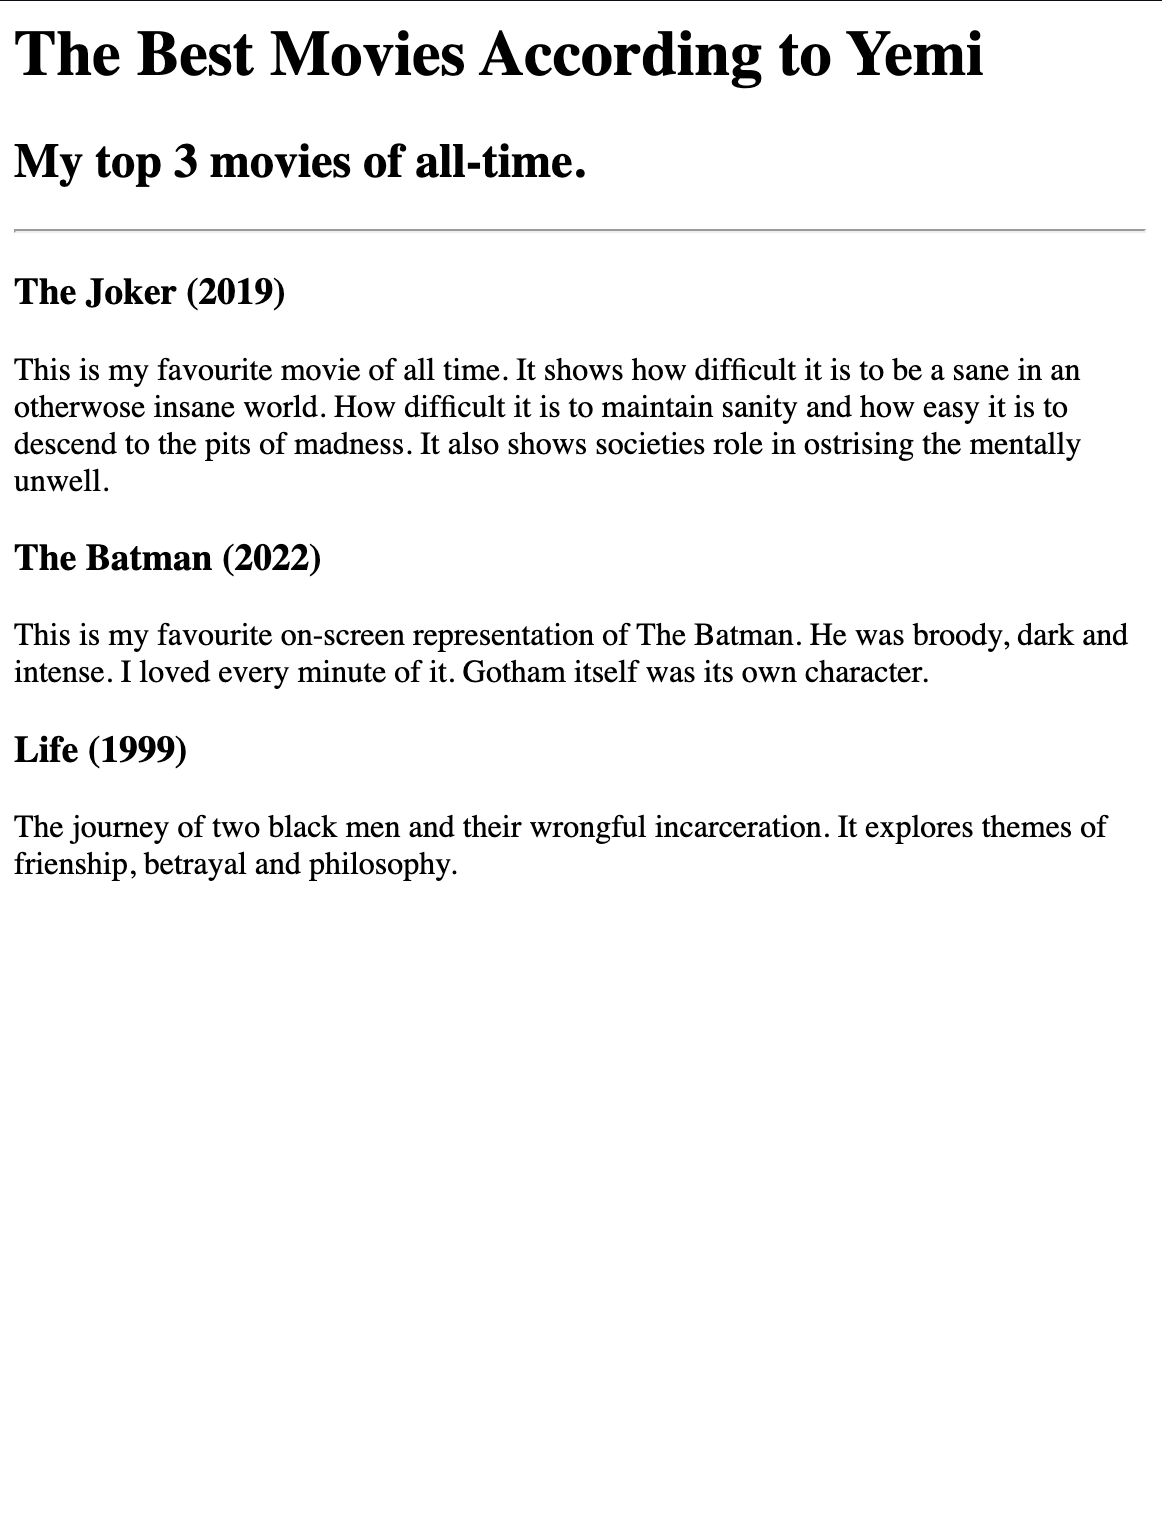 The Best Movies According to Yemi
My top 3 movies of all-time.
The Joker (2019)
This is my favourite movie of all time. It shows how difficult it is to be a sane in an
otherwose insane world. How difficult it is to maintain sanity and how easy it is to
descend to the pits of madness. It also shows societies role in ostrising the mentally
unwell.
The Batman (2022)
This is my favourite on-screen representation of The Batman. He was broody, dark and
intense. I loved every minute of it. Gotham itself was its own character.
Life (1999)
The journey of two black men and their wrongful incarceration. It explores themes of
frienship, betrayal and philosophy.